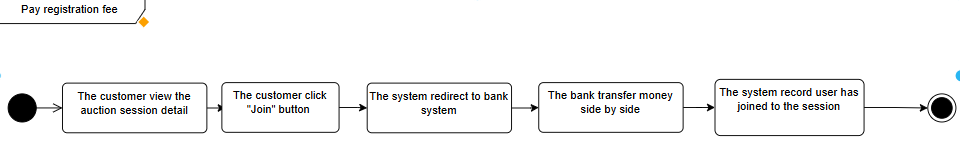 Pay registration fee
The customer view the
auction session detail
The customer click
"Join" button
The system redirect to bank
system
The bank transfer money
side by side
The system record user has
joined to the session